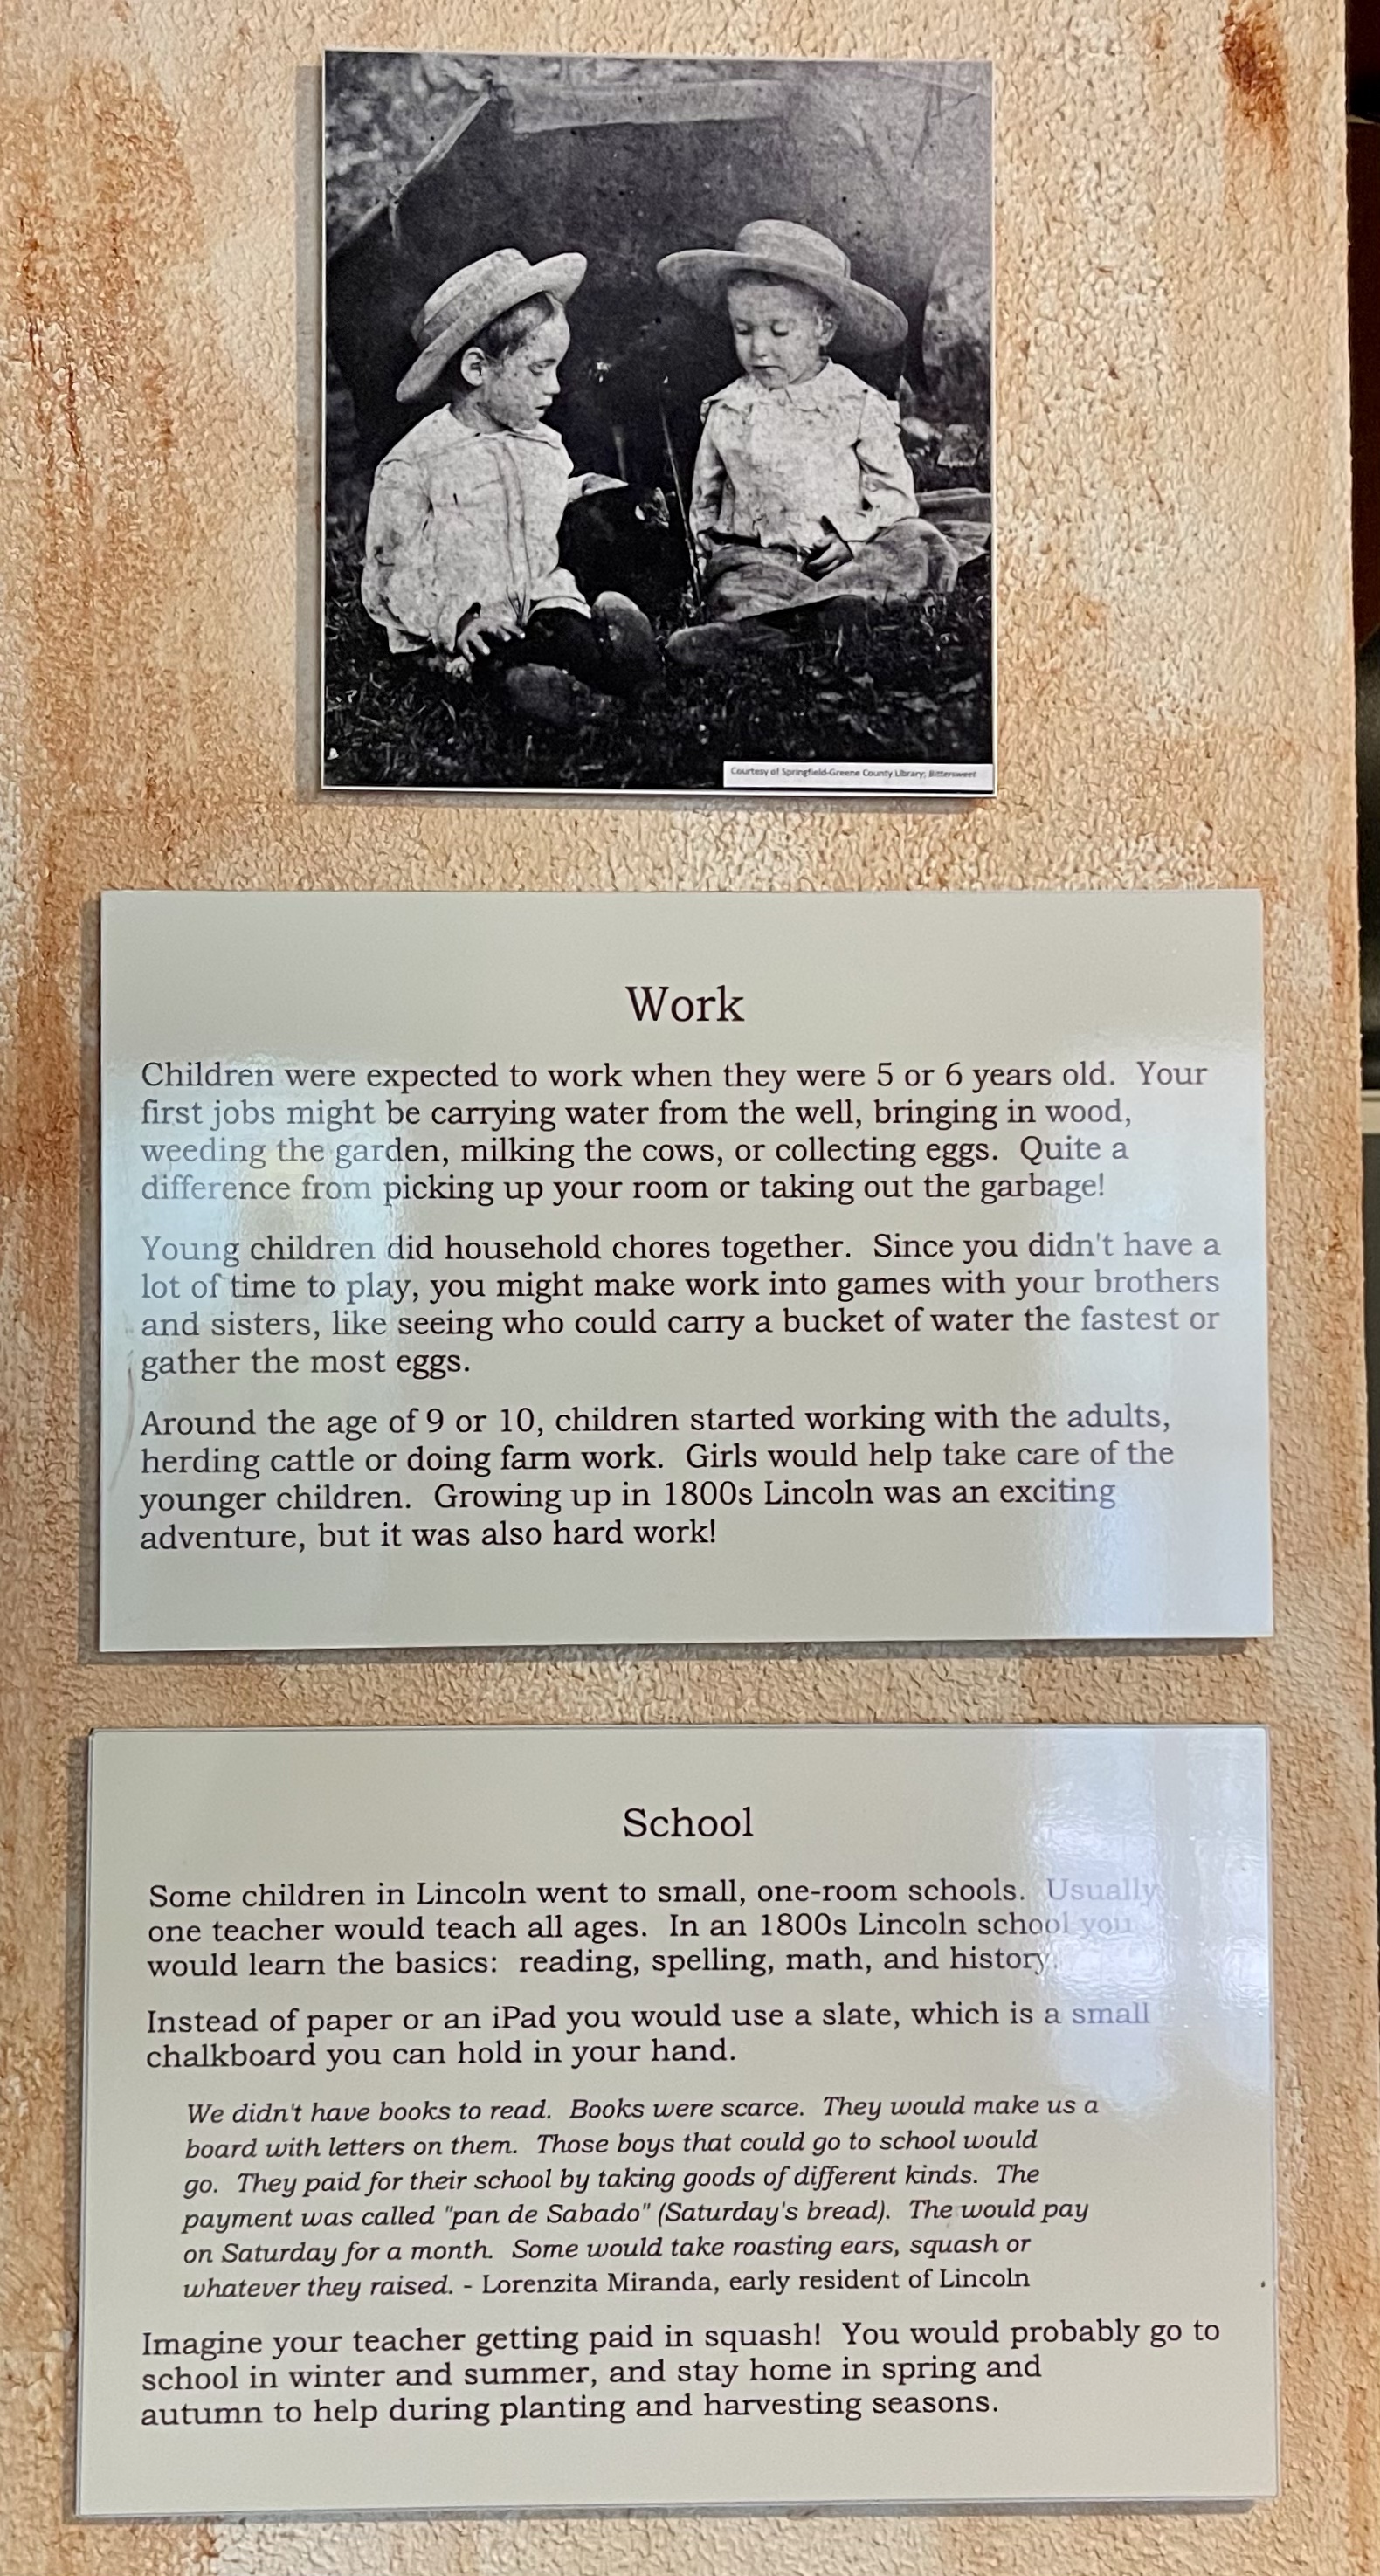 Courtesy of Springfield-Greene County Library; Bittersweet
Work
Children were expected to work when they were 5 or 6 years old. Your
first jobs might be carrying water from the well, bringing in wood,
weeding the garden, milking the cows, or collecting eggs. Quite a
difference from picking up your room or taking out the garbage!
Young children did household chores together. Since you didn't have a
lot of time to play, you might make work into games with your brothers
and sisters, like seeing who could carry a bucket of water the fastest or
gather the most eggs.
Around the age of 9 or 10, children started working with the adults,
herding cattle or doing farm work. Girls would help take care of the
younger children. Growing up in 1800s Lincoln was an exciting
adventure, but it was also hard work!
School
Some children in Lincoln went to small, one-room schools. Usually
one teacher would teach all ages. In an 1800s Lincoln school you
would learn the basics: reading, spelling, math, and history.
Instead of paper or an iPad you would use a slate, which is a small
chalkboard you can hold in your hand.
We didn't have books to read. Books were scarce. They would make us a
board with letters on them. Those boys that could go to school would
go. They paid for their school by taking goods of different kinds. The
payment was called "pan de Sabado" (Saturday's bread). The would pay
on Saturday for a month. Some would take roasting ears, squash or
whatever they raised. - Lorenzita Miranda, early resident of Lincoln
Imagine your teacher getting paid in squash! You would probably go to
school in winter and summer, and stay home in spring and
autumn to help during planting and harvesting seasons.